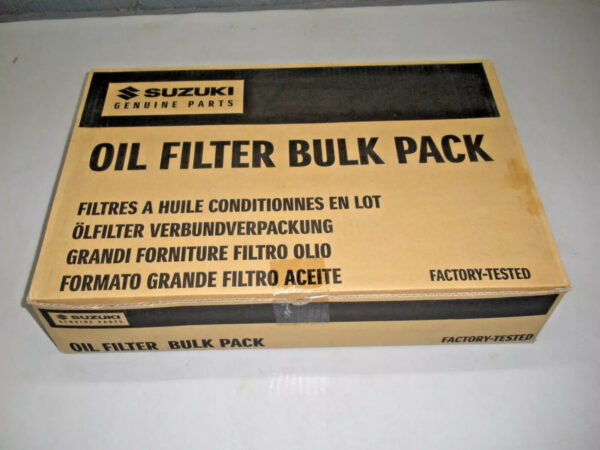 SUZUKI
GENUINE PARTS
OIL FILTER BULK PACK
FILTRES A HUILE CONDITIONNES EN LOT
ÖLFILTER VERBUNDVERPACKUNG
GRANDI FORNITURE FILTRO OLIO
FORMATO GRANDE FILTRO ACEITE
FACTORY-TESTED
SUZUKI
GENUINE PARTS
OIL FILTER BULK PACK
FACTORY-TESTED